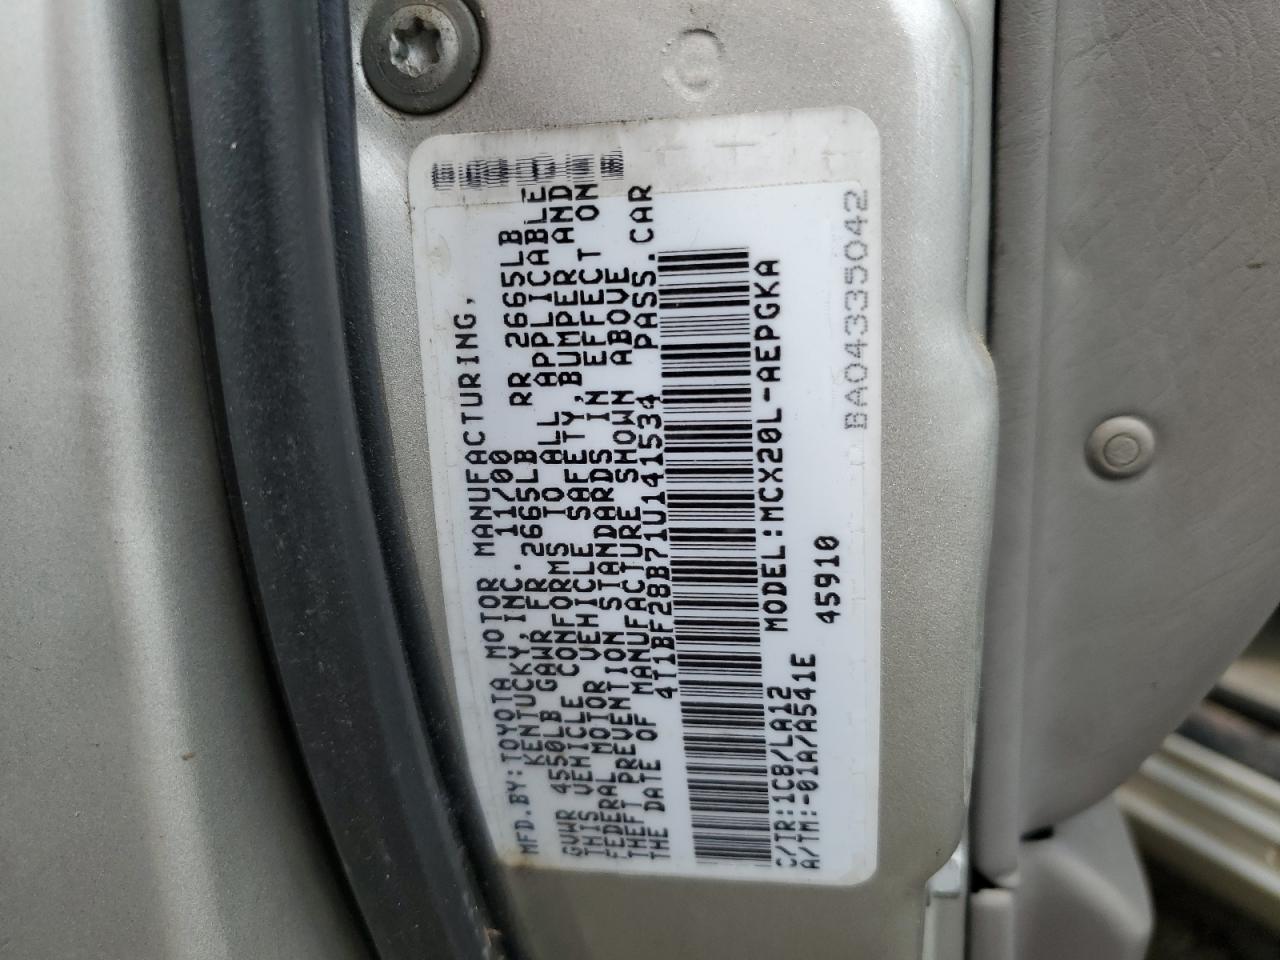 MFD.BY:TOYOTA MOTOR MANUFACTURING,
KENTUCKY,INC. 11/00
GVWR 4550LB GAWR FR 2665LB RR 2665LB
THIS VEHICLE CONFORMS TO ALL APPLICABLE
FEDERAL MOTOR VEHICLE SAFETY,BUMPER AND
THEFT PREVENTION STANDARDS IN EFFECT ON
THE DATE OF MANUFACTURE SHOWN ABOVE
4T1BF28B71U141534 PASS.CAR
MODEL:MCX20L-AEPGKA
C/TR:1C8/LA12
A/TM:-01A/A541E 45910
BA04335042